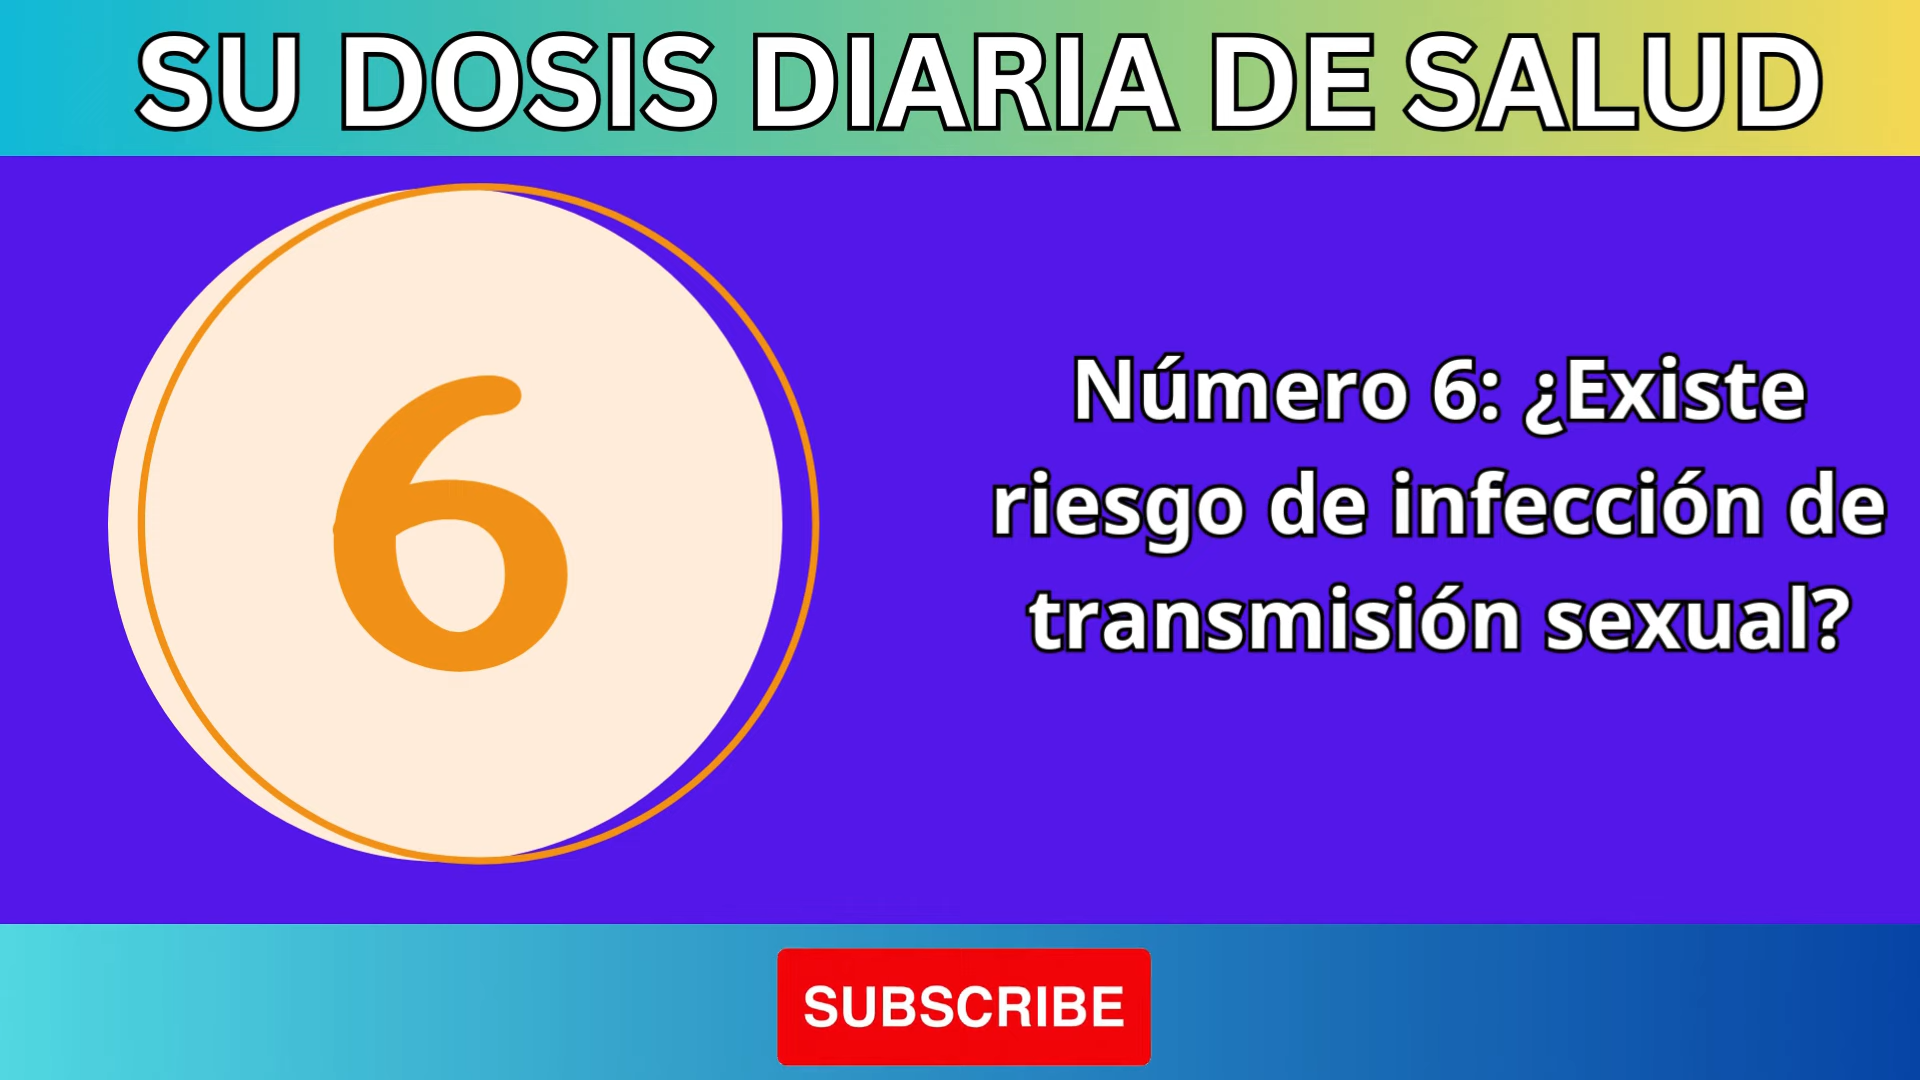 SU DOSIS DIARIA DE SALUD
6
Número 6: ¿Existe
riesgo de infección de
transmisión sexual?
SUBSCRIBE